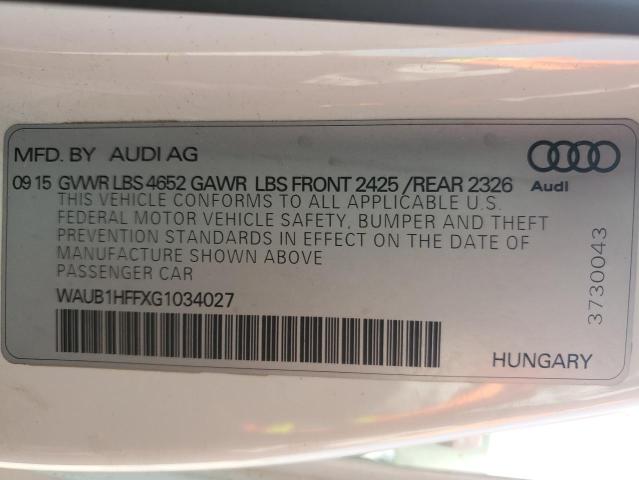 MFD. BY AUDI AG
09 15 GVWR LBS 4652 GAWR LBS FRONT 2425 /REAR 2326
Audi
THIS VEHICLE CONFORMS TO ALL APPLICABLE U.S.
FEDERAL MOTOR VEHICLE SAFETY, BUMPER AND THEFT
PREVENTION STANDARDS IN EFFECT ON THE DATE OF
MANUFACTURE SHOWN ABOVE
PASSENGER CAR
WAUB1HFFXG1034027
HUNGARY
3730043